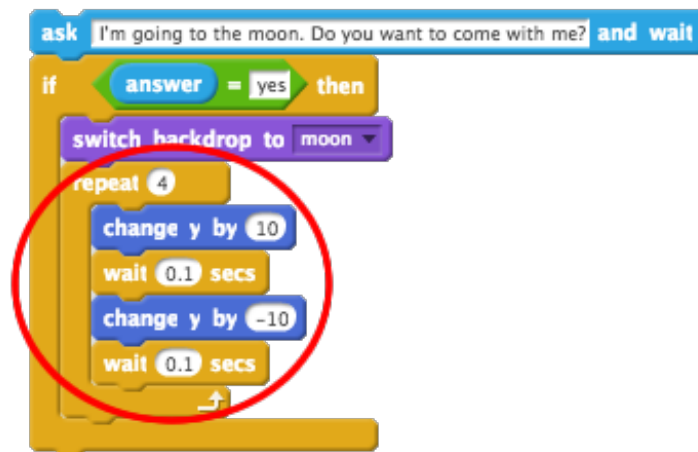 ask I'm going to the moon. Do you want to come with me? and wait
if answer = yes then
switch backdrop to moon
repeat 4
change y by 10
wait 0.1 secs
change y by -10
wait 0.1 secs